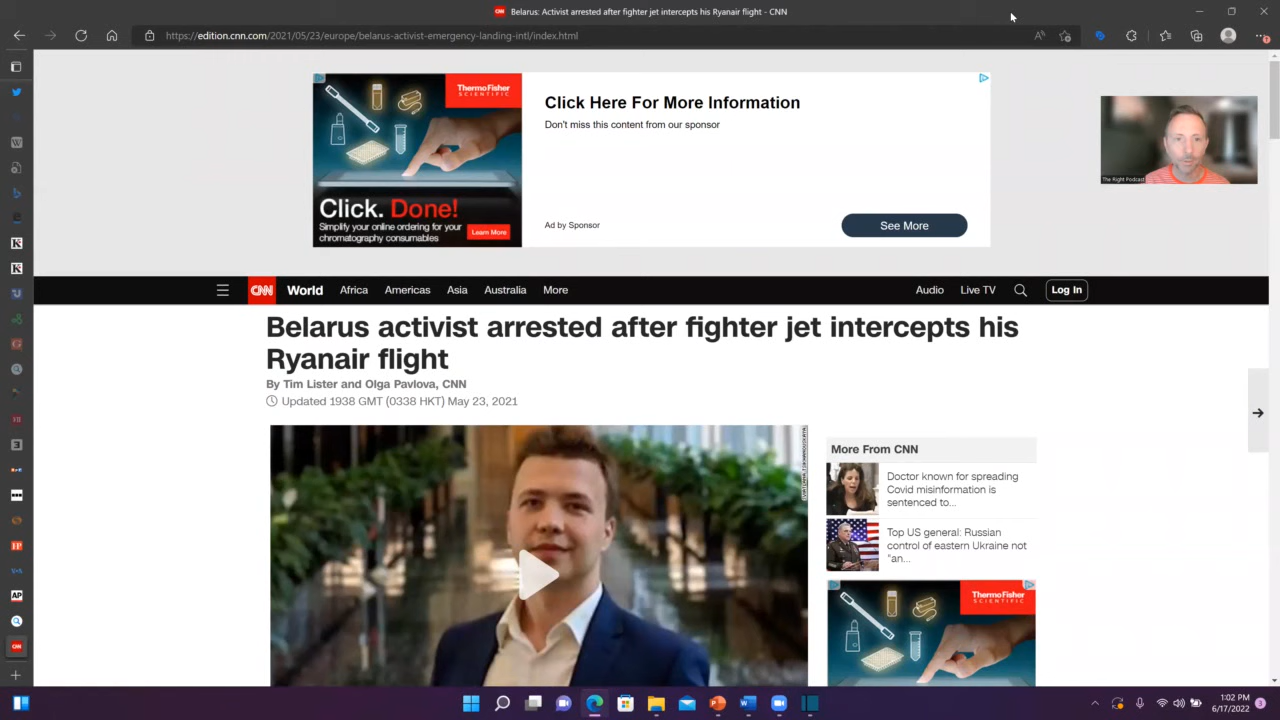 Belarus: Activist arrested after fighter jet intercepts his Ryanair flight - CNN
https://edition.cnn.com/2021/05/23/europe/belarus-activist-emergency-landing-intl/index.html
ThermoFisher
SCIENTIFIC
Click. Done!
Simplify your online ordering for your
chromatography consumables
Learn More
Click Here For More Information
Don't miss this content from our sponsor
Ad by Sponsor
See More
The Right Podcast
CNN World Africa Americas Asia Australia More Audio Live TV Log In
Belarus activist arrested after fighter jet intercepts his
Ryanair flight
By Tim Lister and Olga Pavlova, CNN
Updated 1938 GMT (0338 HKT) May 23, 2021
More From CNN
Doctor known for spreading
Covid misinformation is
sentenced to...
Top US general: Russian
control of eastern Ukraine not
"an...
ThermoFisher
SCIENTIFIC
AP
CNN
1:02 PM
6/17/2022